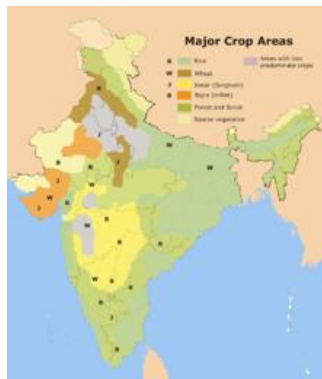 Major Crop Areas
R Rice
W Wheat
J Jowar (Sorghum)
B Bajra (millet)
Forest and Scrub
Sparse vegetation
Areas with two
predominate crops
W
W
J
B
R
J
W
W
J
R
W
R
R
R
W
R
R
R
J
R
R